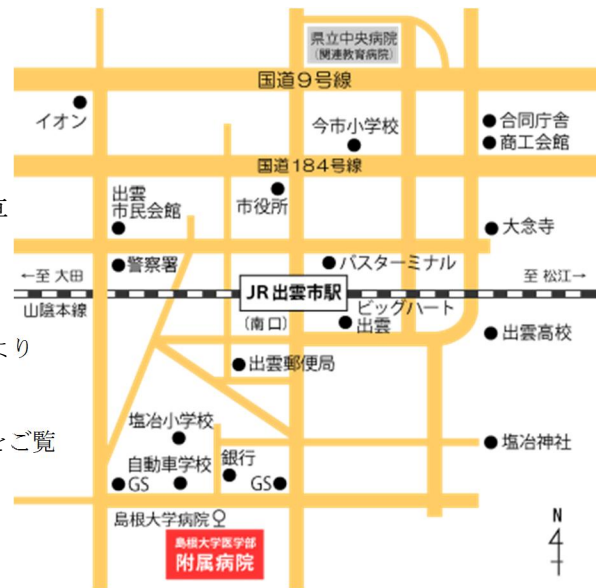 県立中央病院
(関連教育病院)
国道9号線
イオン
今市小学校
合同庁舎
商工会館
国道184号線
出雲
市民会館
市役所
大念寺
警察署
バスターミナル
←至 大田
至 松江→
JR出雲市駅
山陰本線
(南口)
ビッグハート
出雲
出雲高校
より
出雲郵便局
塩冶小学校
をご覧
塩冶神社
自動車学校
銀行
GS
GS
島根大学病院
N
島根大学医学部
附属病院